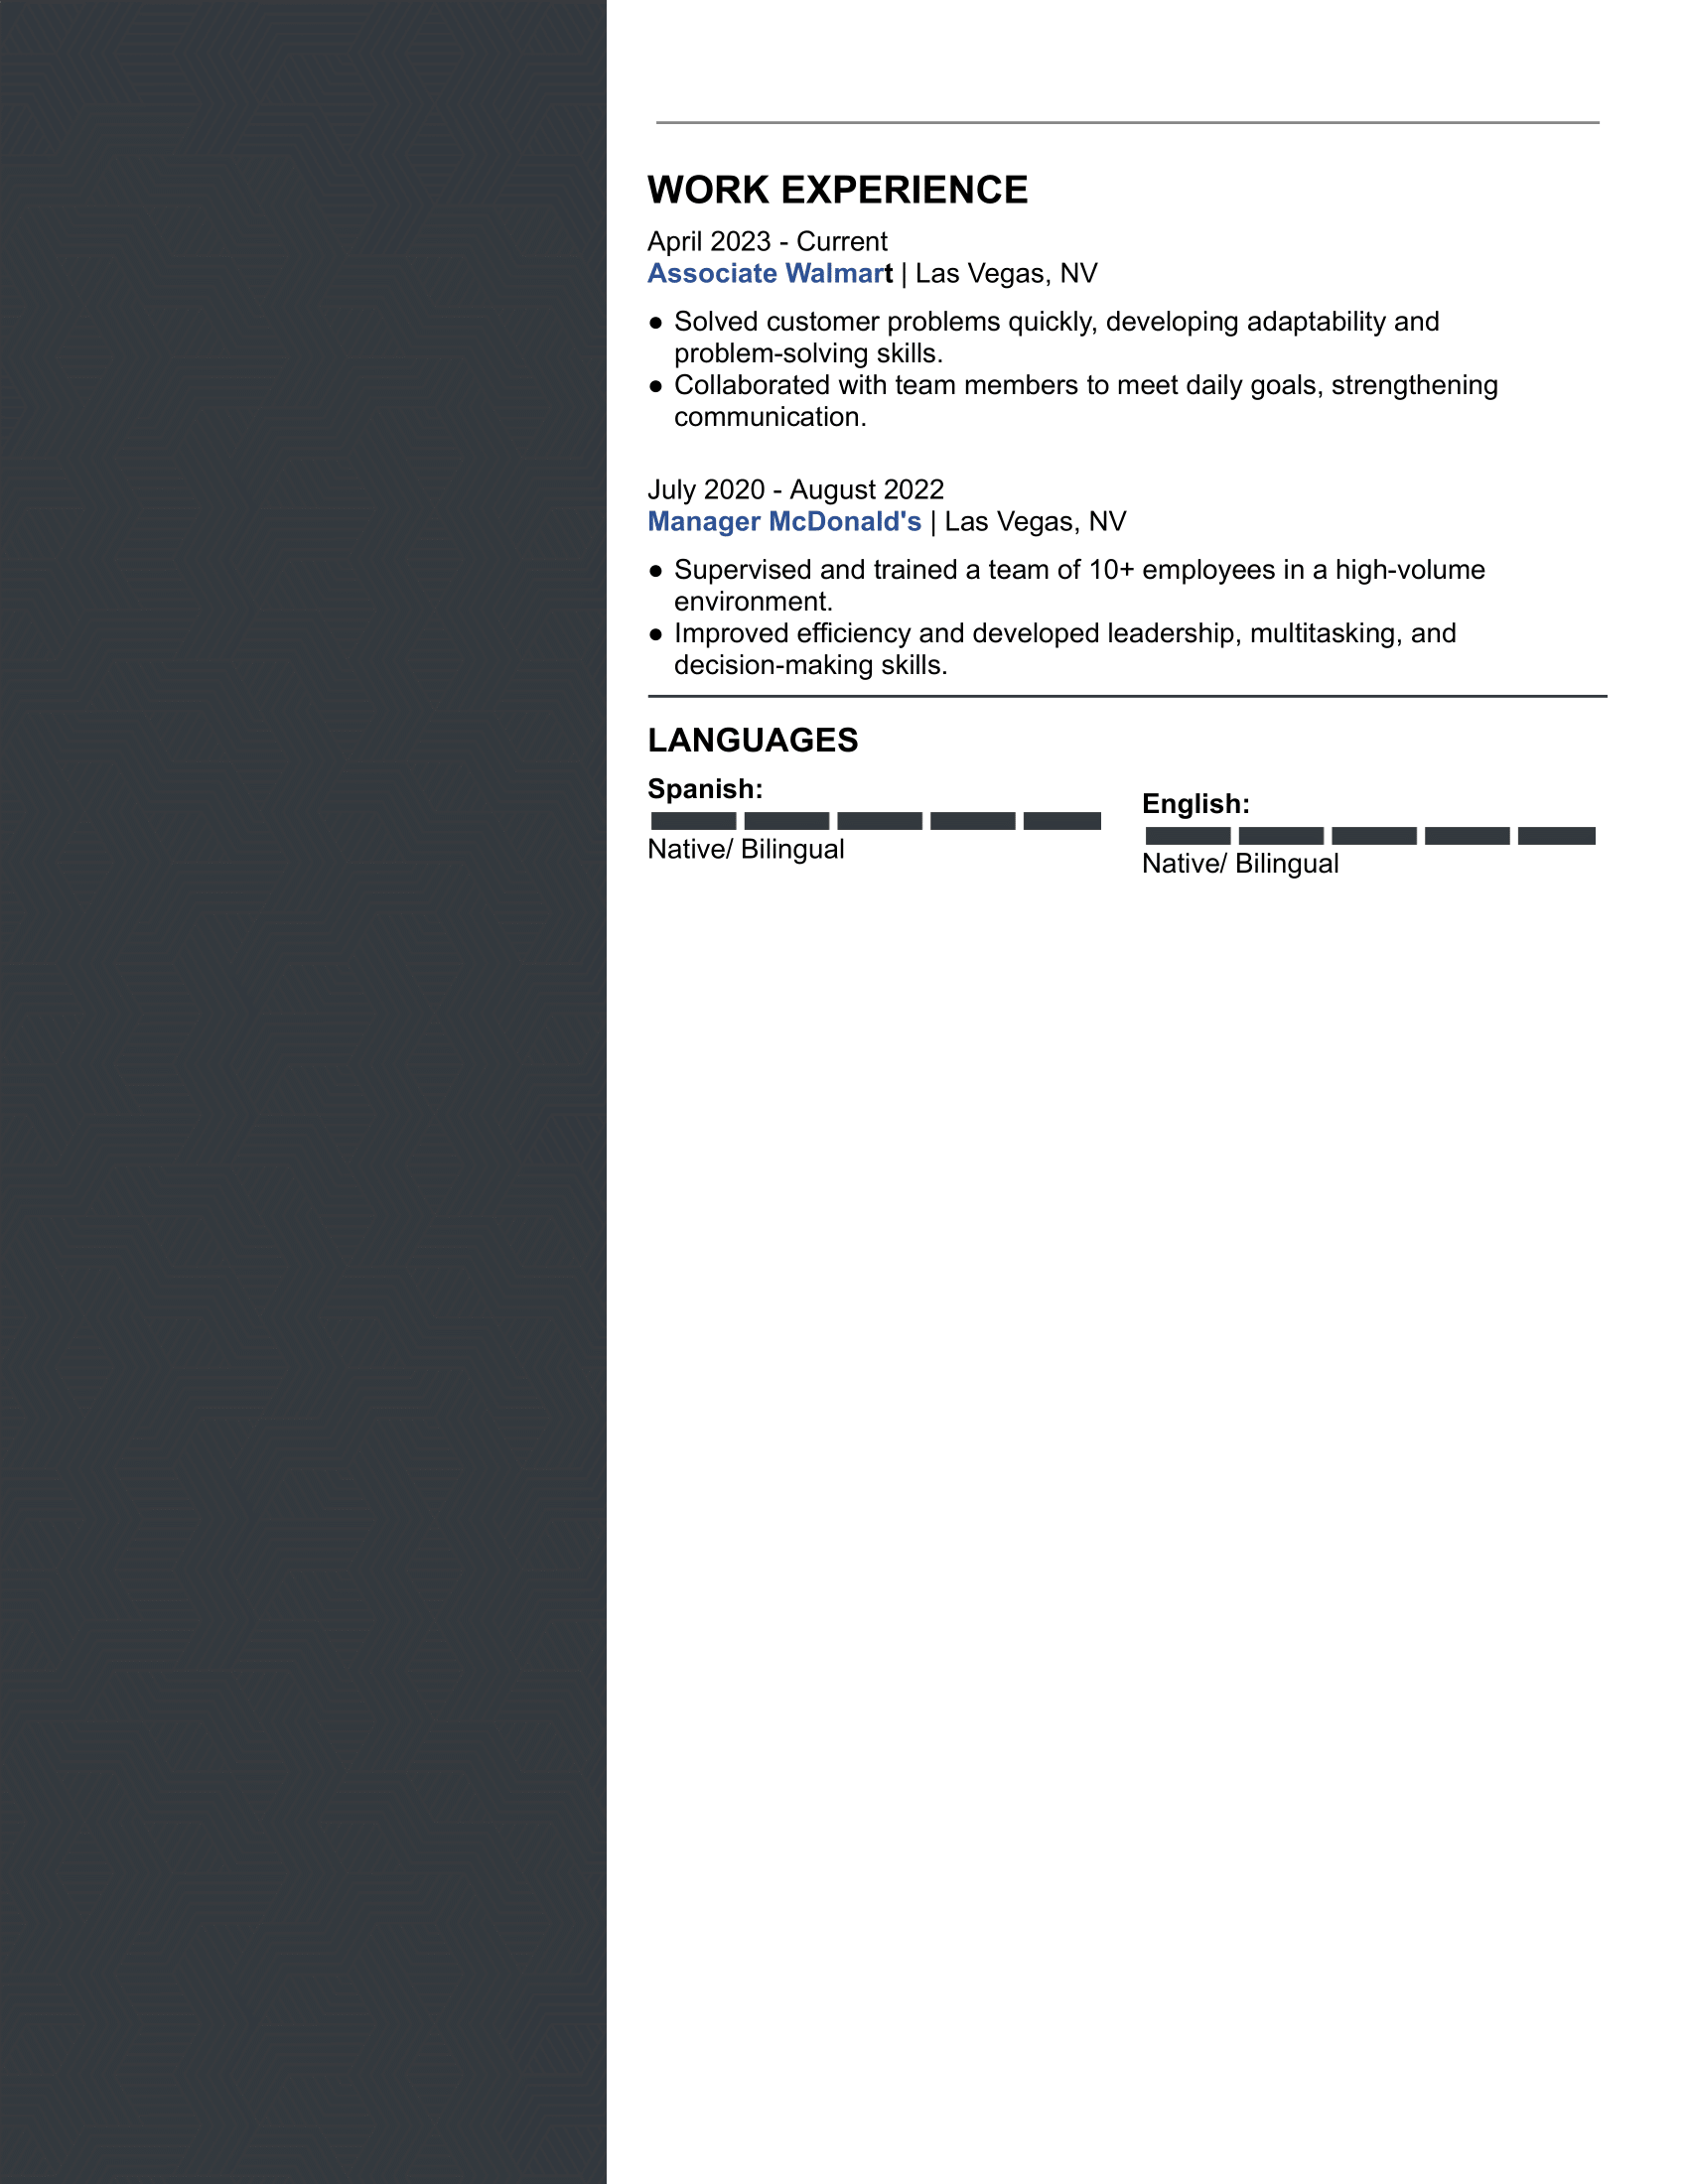 WORK EXPERIENCE
April 2023 - Current
Associate Walmart | Las Vegas, NV
● Solved customer problems quickly, developing adaptability and
problem-solving skills.
● Collaborated with team members to meet daily goals, strengthening
communication.
July 2020 - August 2022
Manager McDonald's | Las Vegas, NV
● Supervised and trained a team of 10+ employees in a high-volume
environment.
● Improved efficiency and developed leadership, multitasking, and
decision-making skills.
LANGUAGES
Spanish:
Native/ Bilingual
English:
Native/ Bilingual